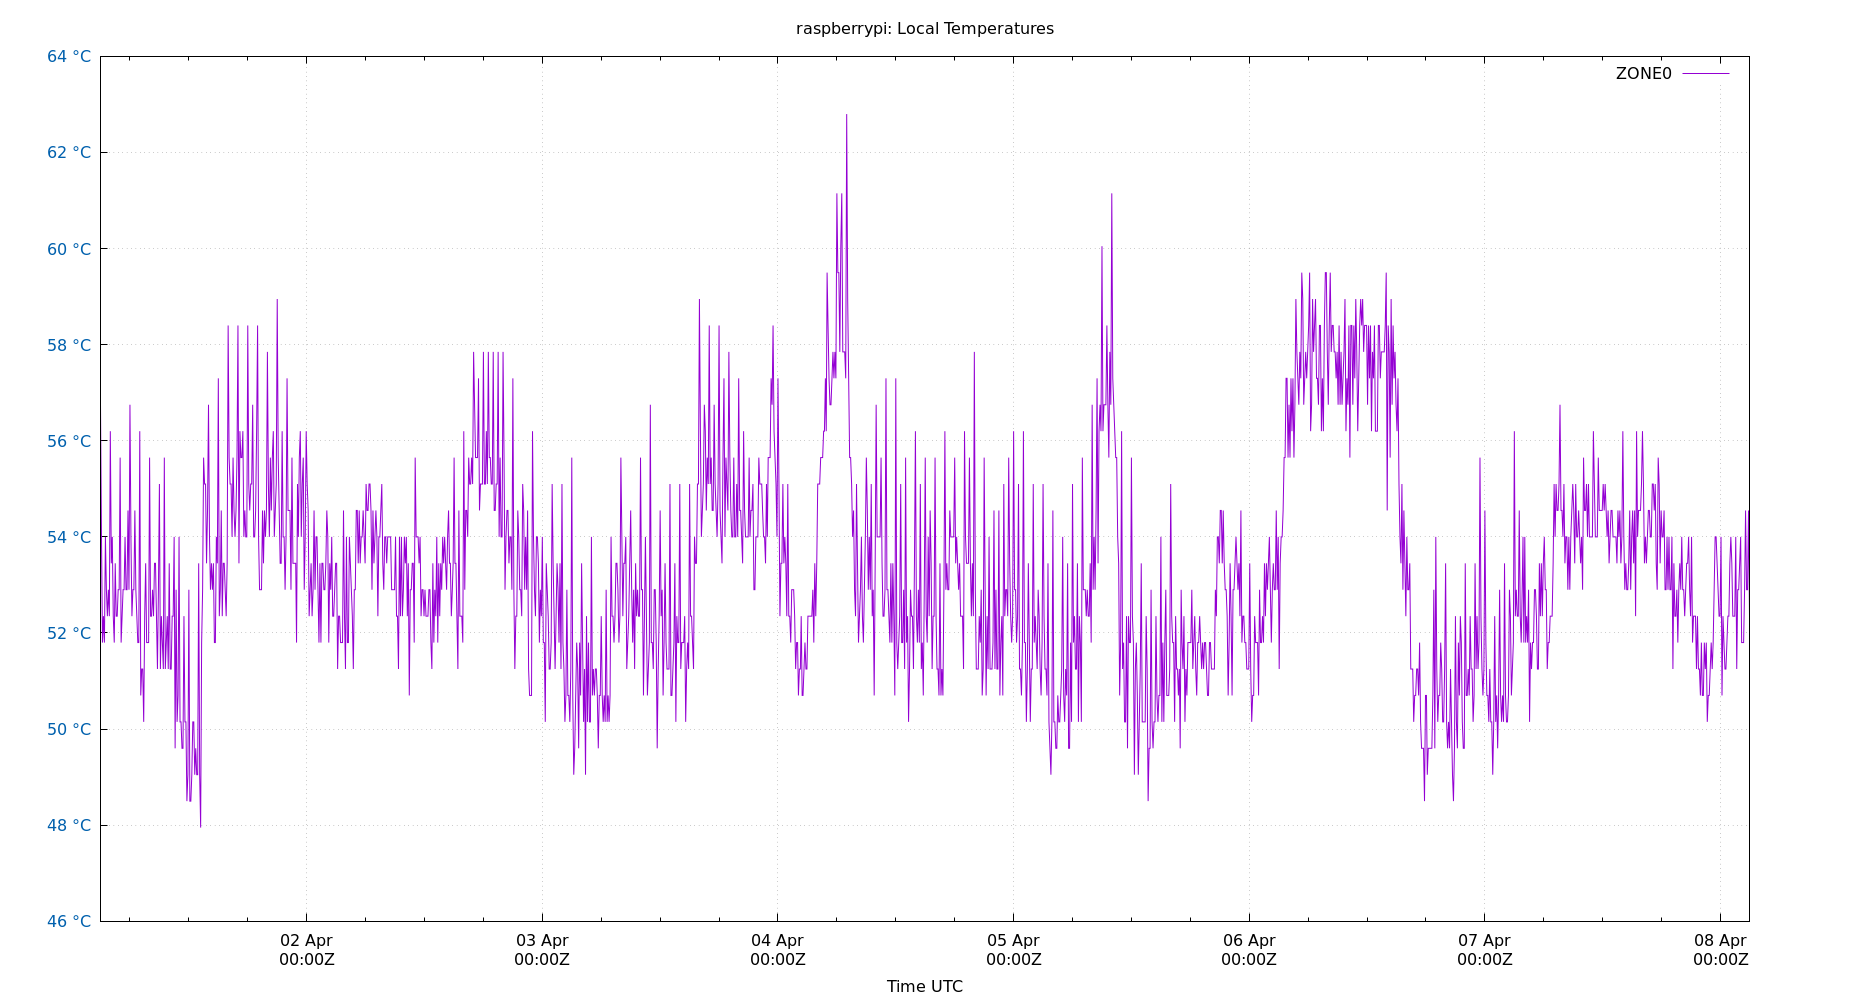 raspberrypi: Local Temperatures
64 °C
ZONE0
62 °C
60 °C
58 °C
56 °C
54 °C
52 °C
50 °C
48 °C
46 °C
02 Apr 03 Apr 04 Apr 05 Apr 06 Apr 07 Apr 08 Apr
00:00Z 00:00Z 00:00Z 00:00Z 00:00Z 00:00Z 00:00Z
Time UTC